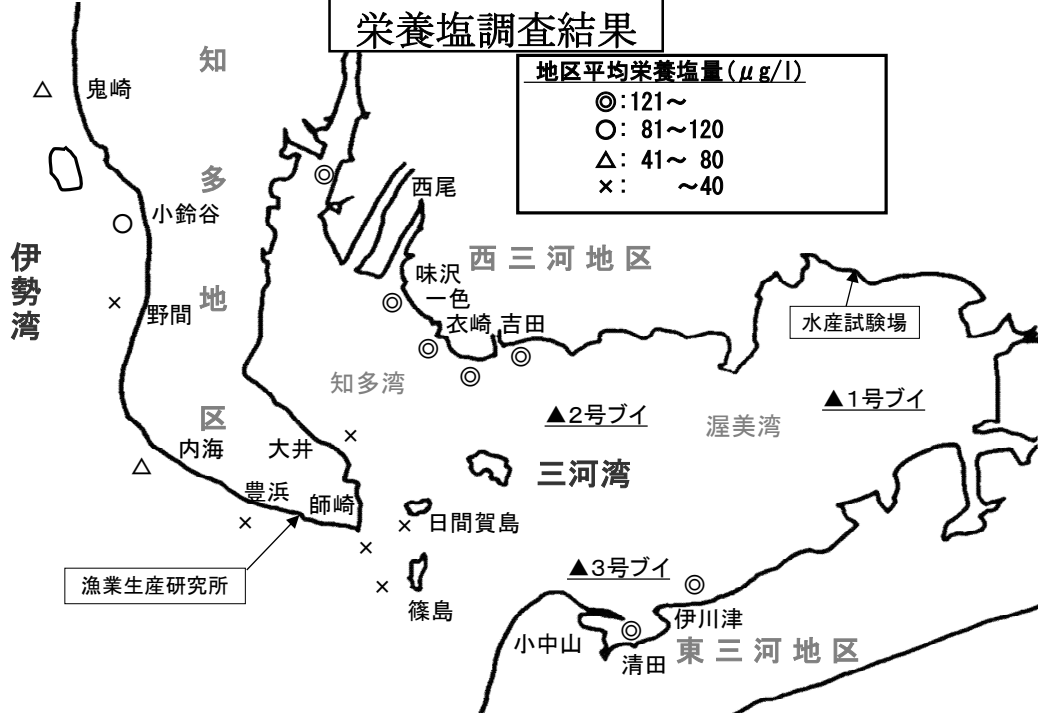 栄養塩調査結果
地区平均栄養塩量(μg/l)
◎:121~
○: 81~120
△: 41~ 80
×: ~40
知多地区
鬼崎
小鈴谷
伊勢湾
野間
内海
大井
豊浜
師崎
漁業生産研究所
西尾
西三河地区
味沢
一色
衣崎
吉田
水産試験場
知多湾
▲2号ブイ
▲1号ブイ
渥美湾
三河湾
日間賀島
篠島
▲3号ブイ
伊川津
小中山
清田
東三河地区